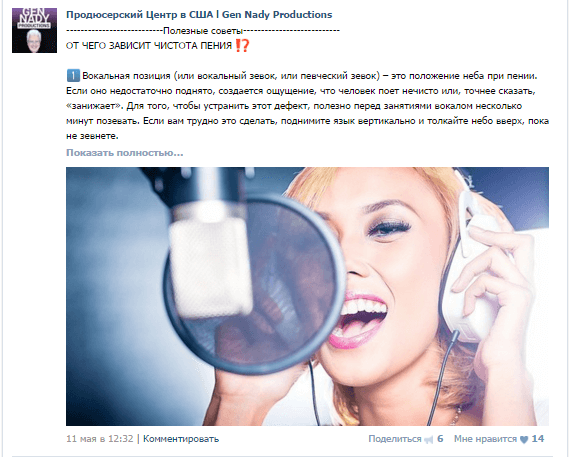 GEN
NADY
PRODUCTIONS
Продюсерский Центр в США l Gen Nady Productions
---------------------------Полезные советы---------------------------
ОТ ЧЕГО ЗАВИСИТ ЧИСТОТА ПЕНИЯ ⁉
1 Вокальная позиция (или вокальный зевок, или певческий зевок) – это положение неба при пении.
Если оно недостаточно поднято, создается ощущение, что человек поет нечисто или, точнее сказать,
«занижает». Для того, чтобы устранить этот дефект, полезно перед занятиями вокалом несколько
минут позевать. Если вам трудно это сделать, поднимите язык вертикально и толкайте небо вверх, пока
не зевнете.
Показать полностью...
11 мая в 12:32 | Комментировать
Поделиться 6 Мне нравится 14